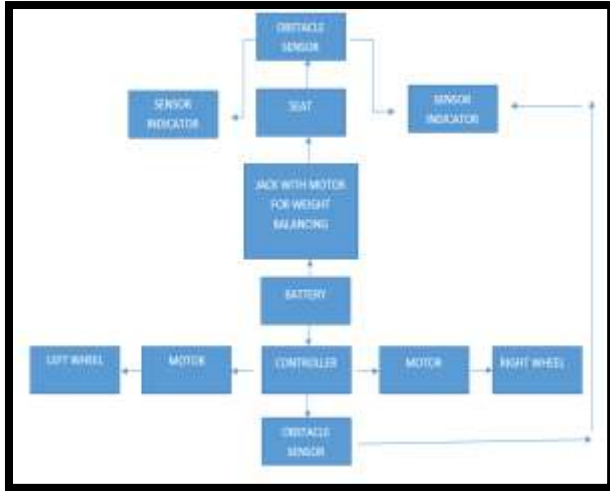 OBSTACLE
SENSOR
SENSOR
INDICATOR
SEAT
SENSOR
INDICATOR
JACK WITH MOTOR
FOR WEIGHT
BALANCING
BATTERY
LEFT WHEEL
MOTOR
CONTROLLER
MOTOR
RIGHT WHEEL
OBSTACLE
SENSOR